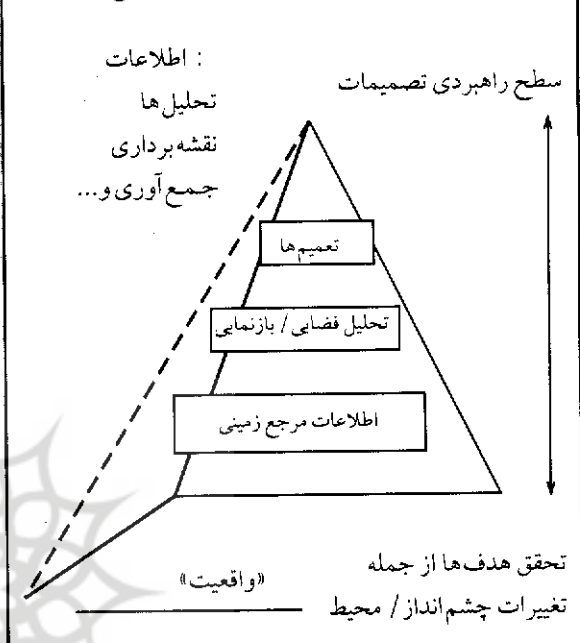 : اطلاعات
تحلیل‌ها
نقشه‌برداری
جمع‌آوری و...
سطح راهبردی تصمیمات
تعمیم‌ها
تحلیل فضایی / بازنمایی
اطلاعات مرجع زمینی
تحقق هدف‌ها از جمله
تغییرات چشم‌انداز / محیط
«واقعیت»